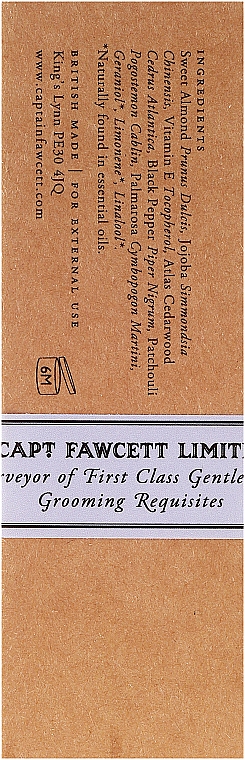 INGREDIENTS
Sweet Almond Prunus Dulcis, Jojoba Simmondsia
Chinensis, Vitamin E Tocopherol, Atlas Cedarwood
Cedrus Atlantica, Black Pepper Piper Nigrum, Patchouli
Pogostemon Cablin, Palmarosa Cymbopogon Martini,
Geraniol*, Limonene*, Linalool*.
*Naturally found in essential oils.
BRITISH MADE | FOR EXTERNAL USE
King's Lynn PE30 4JQ
www.captainfawcett.com
6M
CAPT FAWCETT LIMIT
rveyor of First Class Gentle
Grooming Requisites